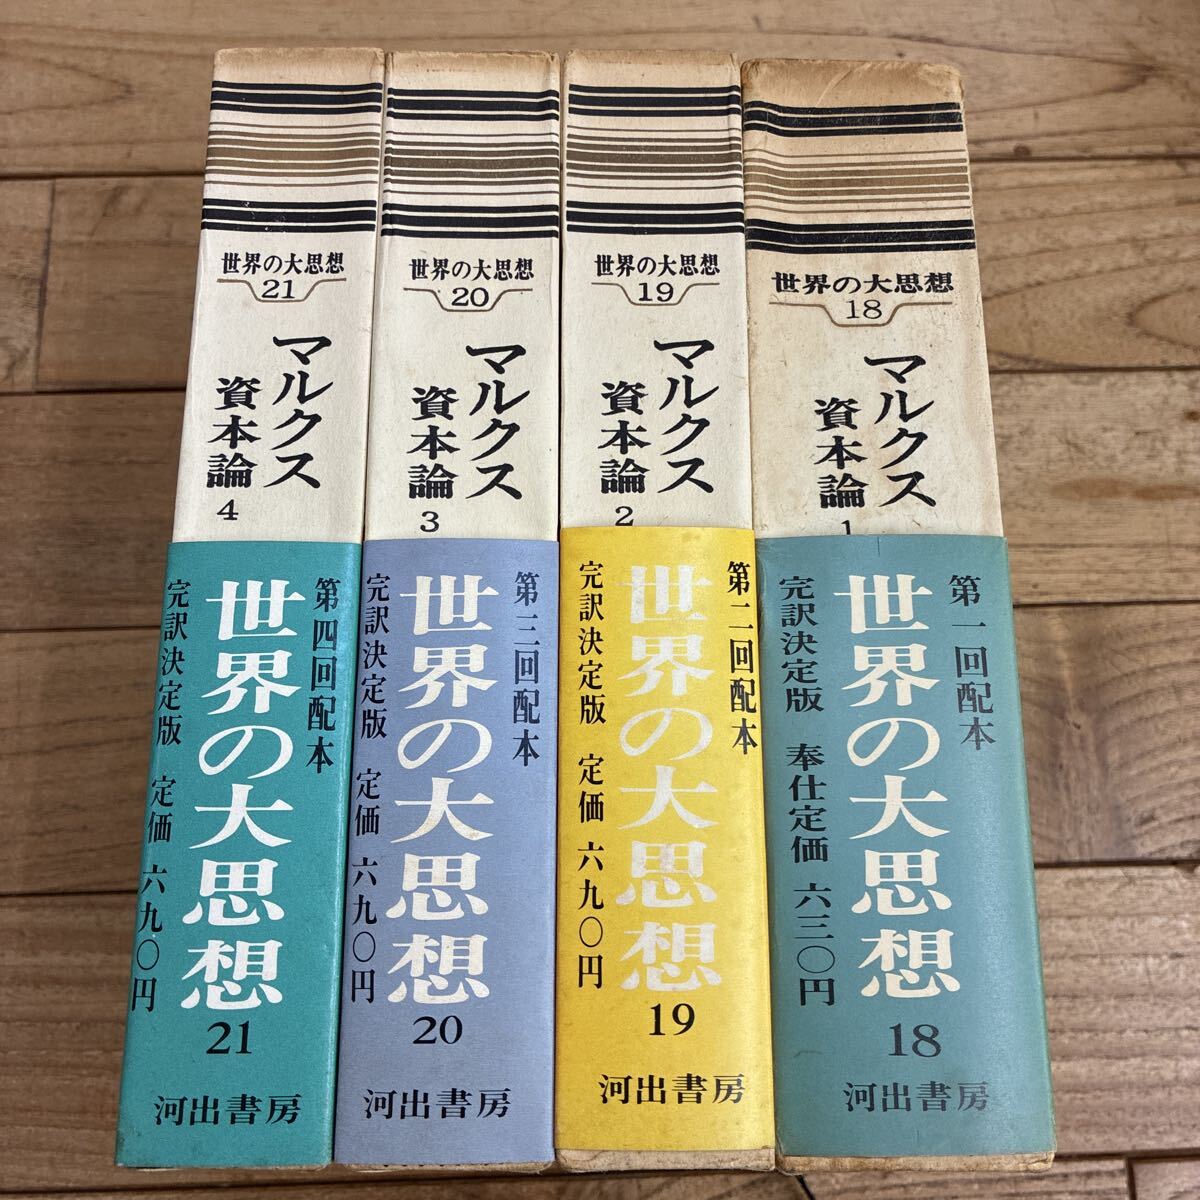 世界の大思想
21
マルクス
資本論
4
第四回配本
世界の大思想
21
完訳決定版 定価 六九〇円
河出書房
世界の大思想
20
マルクス
資本論
3
第三回配本
世界の大思想
20
完訳決定版 定価 六九〇円
河出書房
世界の大思想
19
マルクス
資本論
2
第二回配本
世界の大思想
19
完訳決定版 定価 六九〇円
河出書房
世界の大思想
18
マルクス
資本論
1
第一回配本
世界の大思想
18
完訳決定版 奉仕定価 六三〇円
河出書房